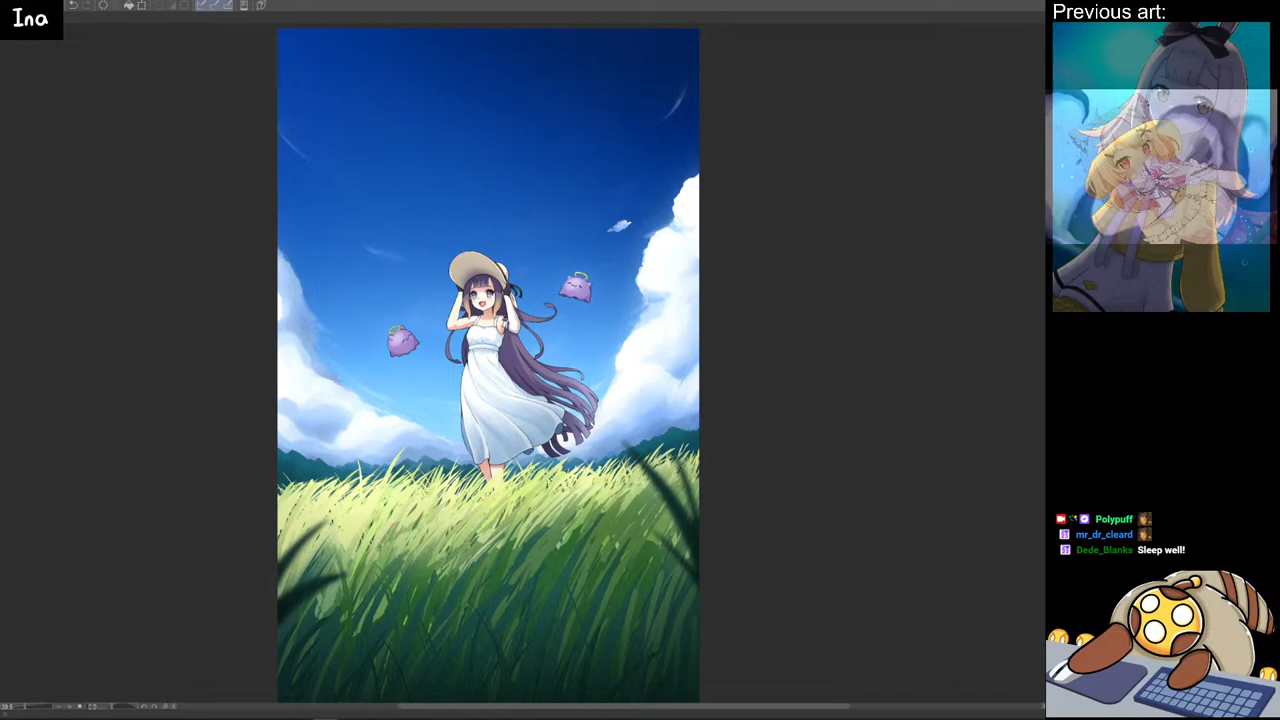 Ina
Previous art:
Polypuff
mr_dr_cleard
Dede_Blanks Sleep well!